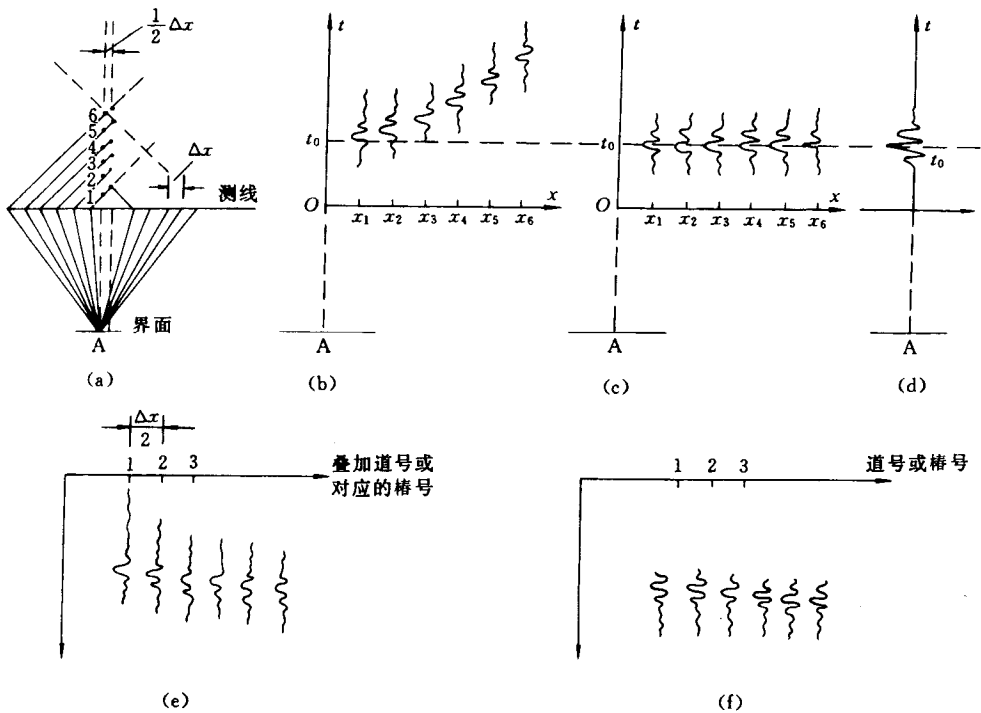 1/2 Δx
6
5
4
3
2
1
Δx
测线
界面
A
(a)
t
t₀
O
x
x₁ x₂ x₃ x₄ x₅ x₆
A
(b)
t
t₀
O
x
x₁ x₂ x₃ x₄ x₅ x₆
A
(c)
t
t₀
A
(d)
Δx/2
1 2 3
叠加道号或
对应的椿号
(e)
1 2 3
道号或椿号
(f)